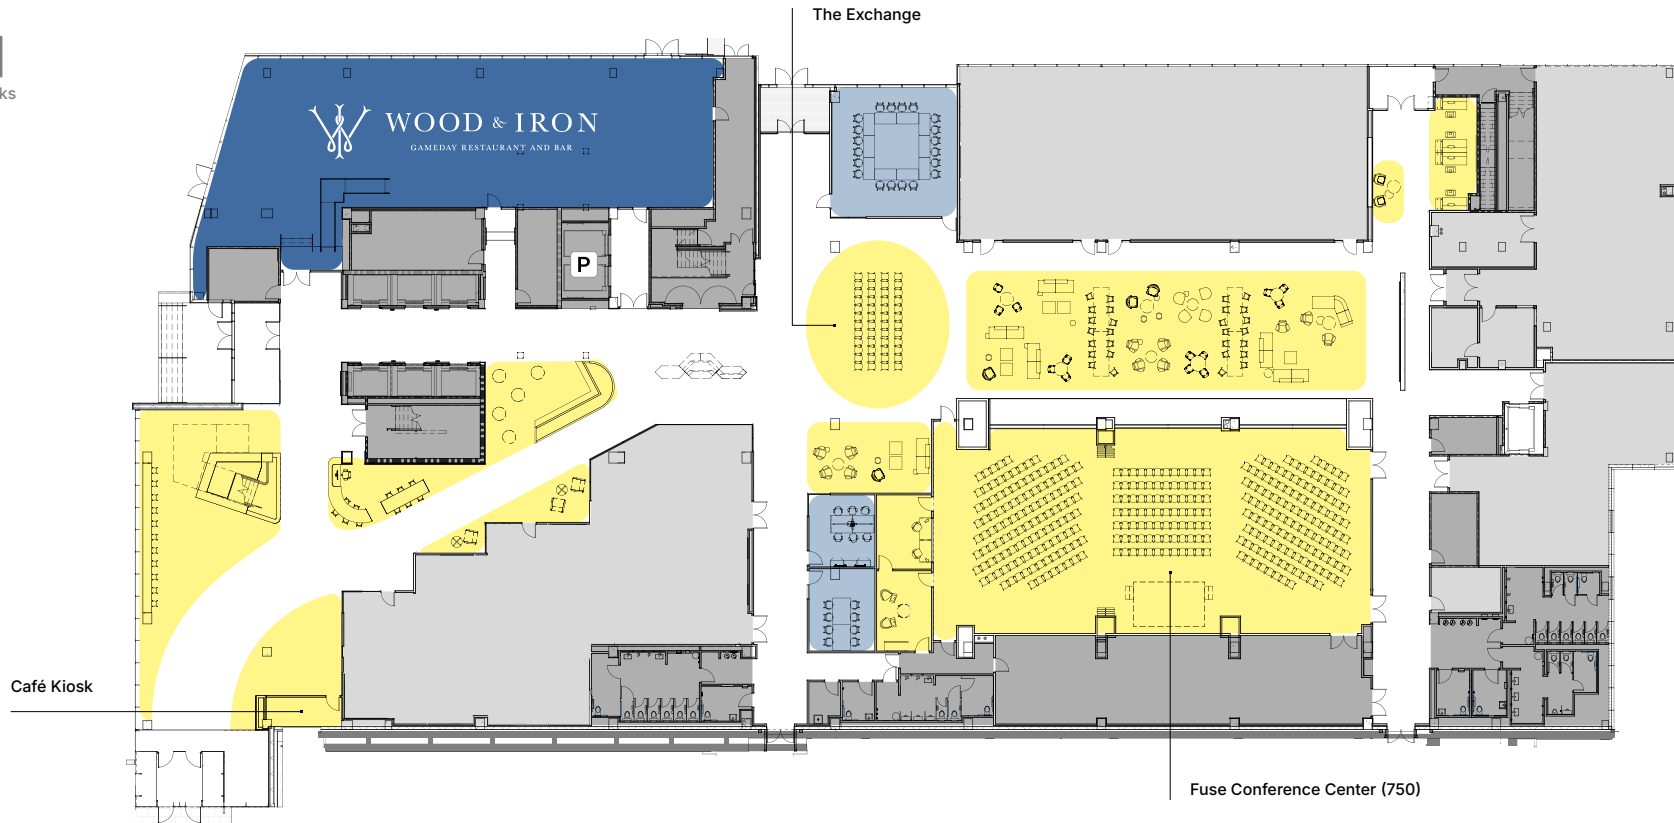 The Exchange
ks
WOOD & IRON
GAMEDAY RESTAURANT AND BAR
P
Café Kiosk
Fuse Conference Center (750)